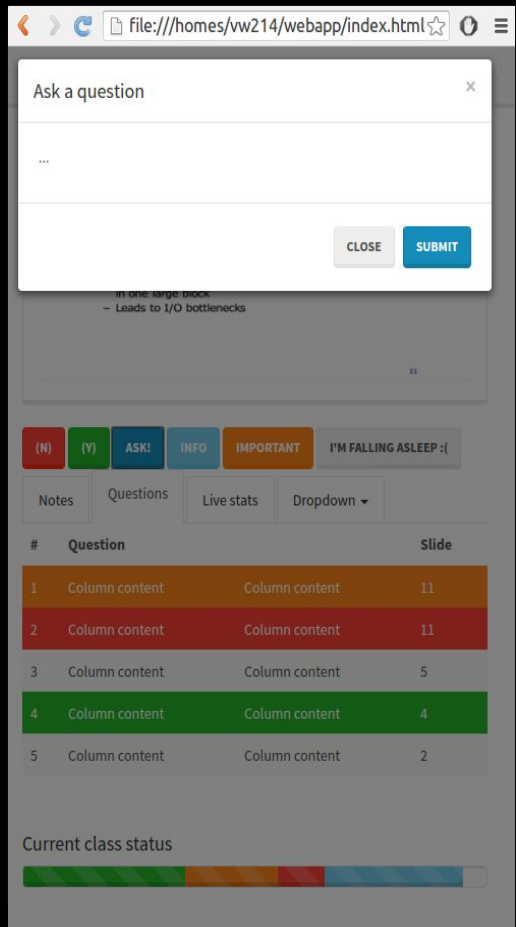 file:///homes/vw214/webapp/index.html
Ask a question ×
...
CLOSE SUBMIT
in one large block
– Leads to I/O bottlenecks
11
(N) (Y) ASK! INFO IMPORTANT I'M FALLING ASLEEP :(
Notes Questions Live stats Dropdown
# Question Slide
1 Column content Column content 11
2 Column content Column content 11
3 Column content Column content 5
4 Column content Column content 4
5 Column content Column content 2
Current class status